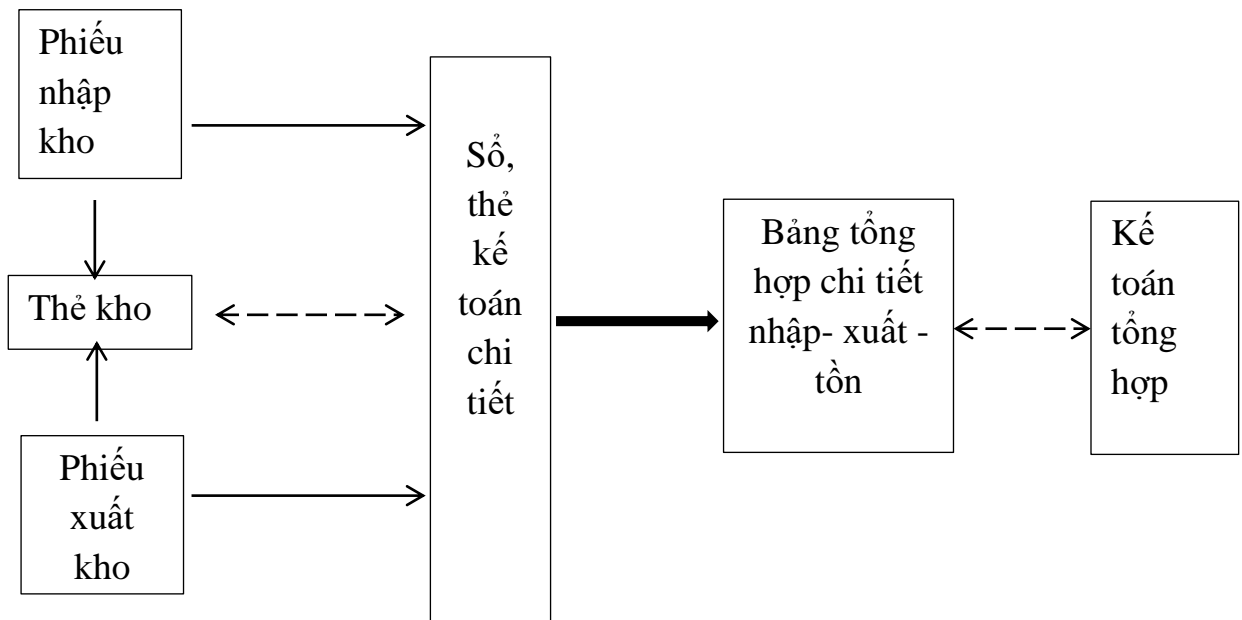 Phiếu
nhập
kho
Thẻ kho
Phiếu
xuất
kho
Sổ,
thẻ
kế
toán
chi
tiết
Bảng tổng
hợp chi tiết
nhập- xuất -
tồn
Kế
toán
tổng
hợp